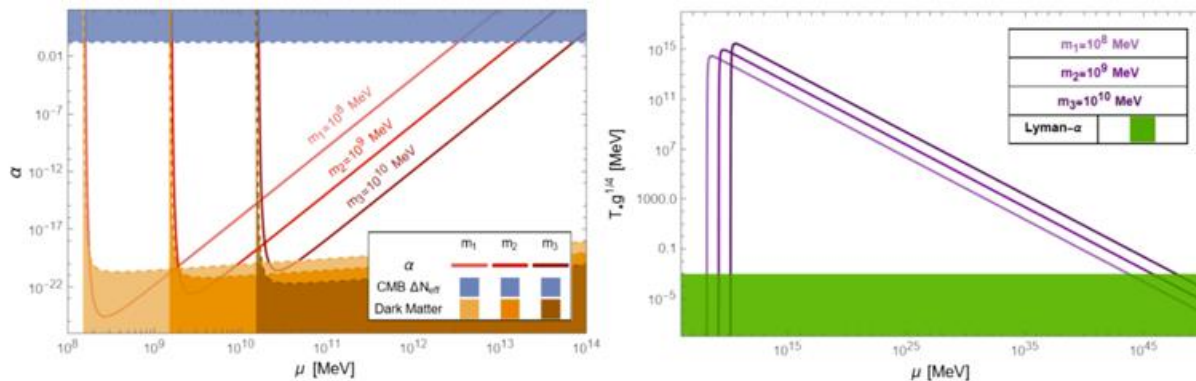 α
0.01
10⁻⁷
10⁻¹²
10⁻¹⁷
10⁻²²
m₁=10⁸ MeV
m₂=10⁹ MeV
m₃=10¹⁰ MeV
m₁ m₂ m₃
α
CMB ΔN_eff
Dark Matter
10⁸ 10⁹ 10¹⁰ 10¹¹ 10¹² 10¹³ 10¹⁴
μ [MeV]
T⁎g^1/4 [MeV]
10¹⁵
10¹¹
10⁷
1000.0
0.1
10⁻⁵
m₁=10⁸ MeV
m₂=10⁹ MeV
m₃=10¹⁰ MeV
Lyman-α
10¹⁵ 10²⁵ 10³⁵ 10⁴⁵
μ [MeV]